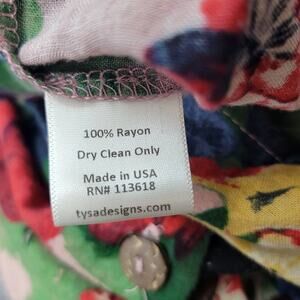 100% Rayon
Dry Clean Only
Made in USA
RN# 113618
tysadesigns.com